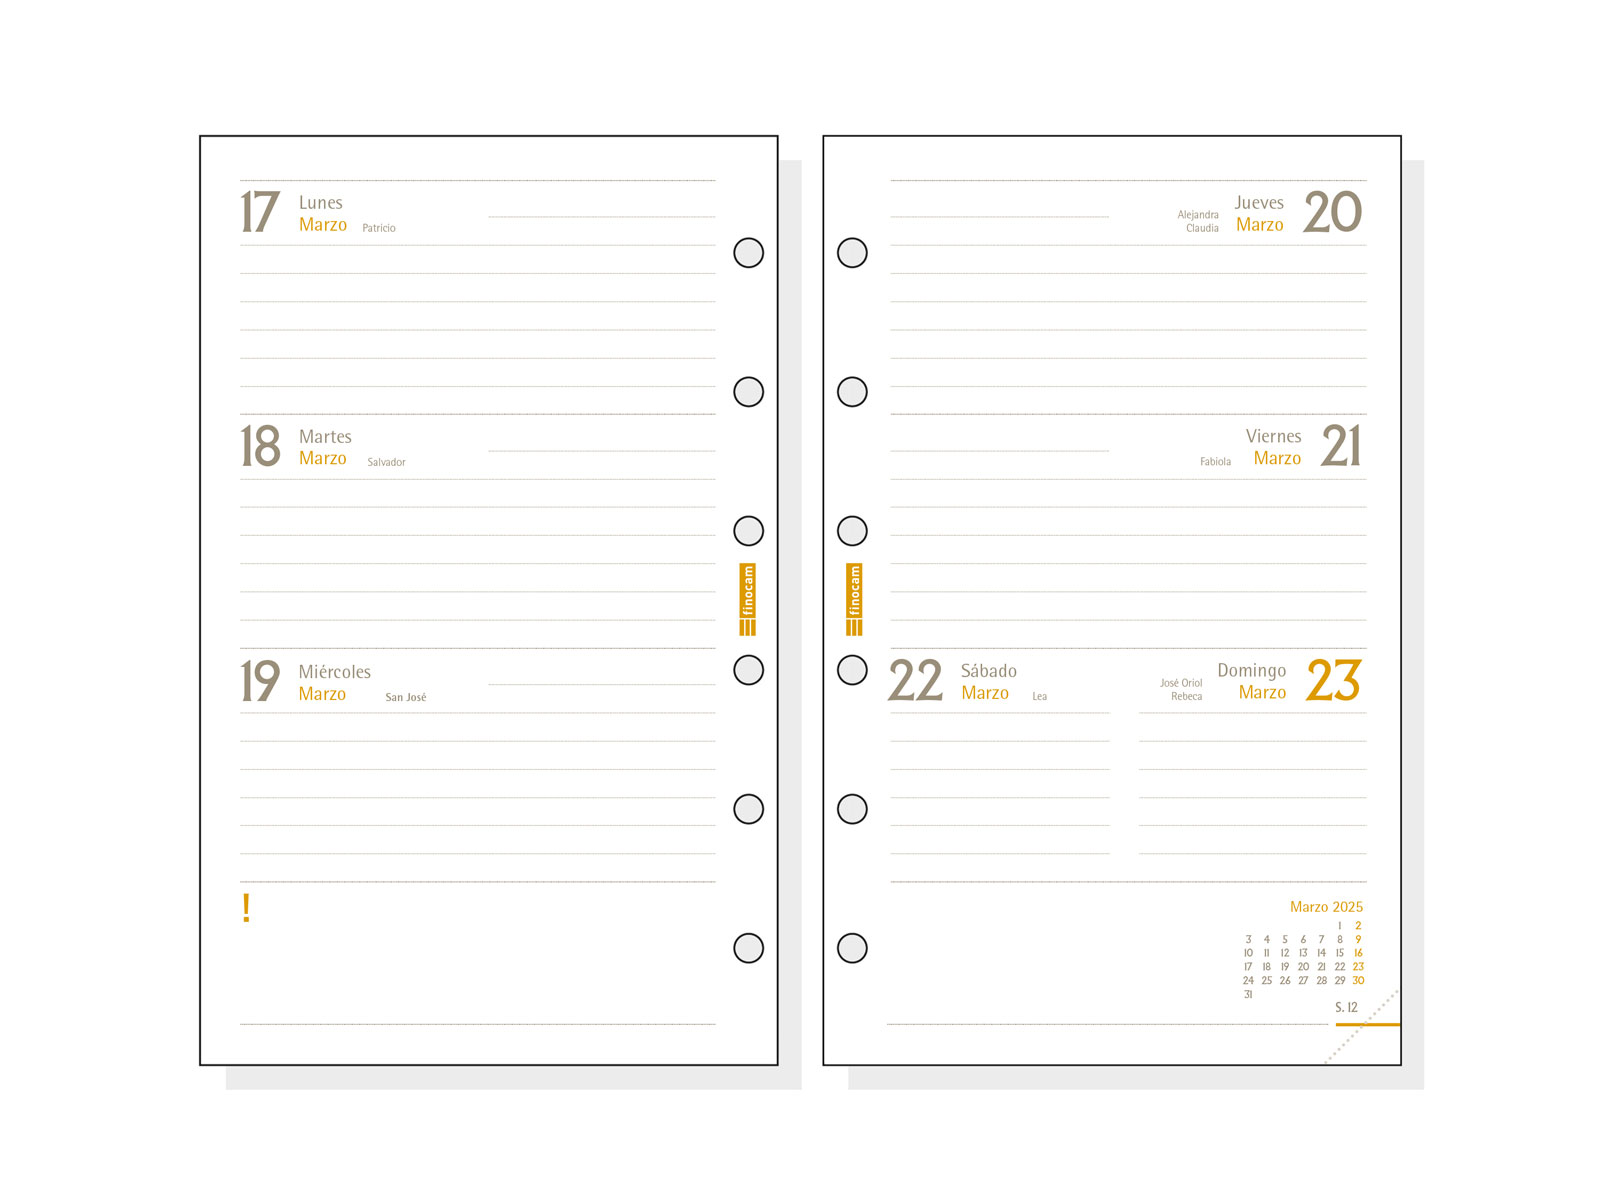 17 Lunes
Marzo Patricio
18 Martes
Marzo Salvador
19 Miércoles
Marzo San José
!
finocam
finocam
Jueves 20
Alejandra
Claudia Marzo
Viernes 21
Fabiola Marzo
22 Sábado
Marzo Lea
Domingo 23
José Oriol
Rebeca Marzo
Marzo 2025
1 2
3 4 5 6 7 8 9
10 11 12 13 14 15 16
17 18 19 20 21 22 23
24 25 26 27 28 29 30
31
S. 12